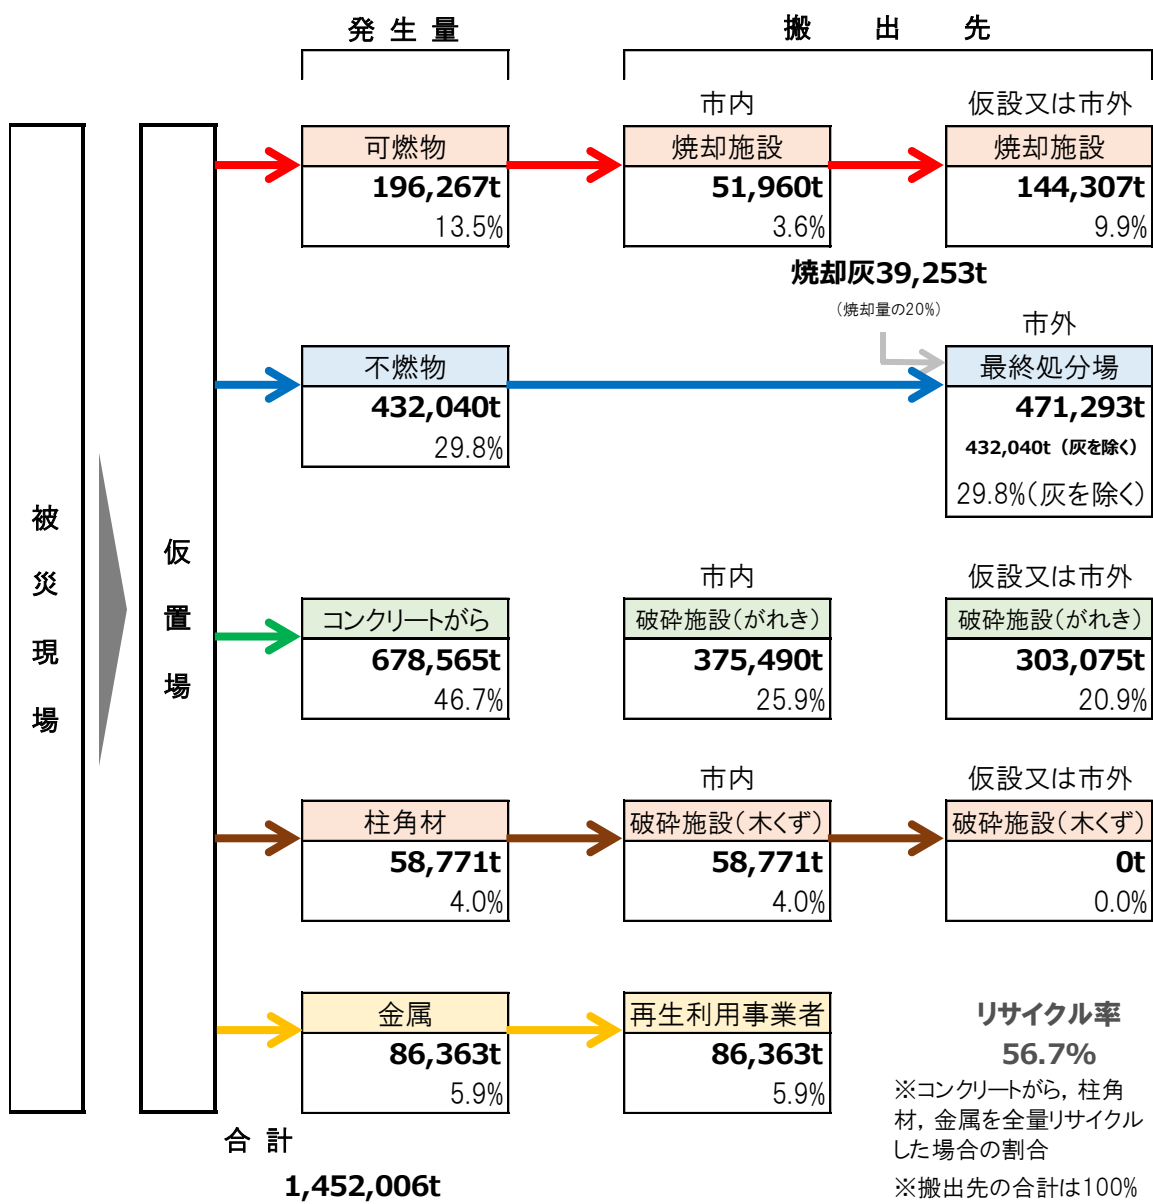 発生量
搬出先
市内
仮設又は市外
可燃物
196,267t
13.5%
焼却施設
51,960t
3.6%
焼却施設
144,307t
9.9%
焼却灰39,253t
（焼却量の20%）
市外
不燃物
432,040t
29.8%
最終処分場
471,293t
432,040t（灰を除く）
29.8%（灰を除く）
被災現場
仮置場
市内
仮設又は市外
コンクリートがら
678,565t
46.7%
破砕施設（がれき）
375,490t
25.9%
破砕施設（がれき）
303,075t
20.9%
市内
仮設又は市外
柱角材
58,771t
4.0%
破砕施設（木くず）
58,771t
4.0%
破砕施設（木くず）
0t
0.0%
金属
86,363t
5.9%
再生利用事業者
86,363t
5.9%
リサイクル率
56.7%
※コンクリートがら，柱角
材，金属を全量リサイクル
した場合の割合
※搬出先の合計は100%
合計
1,452,006t